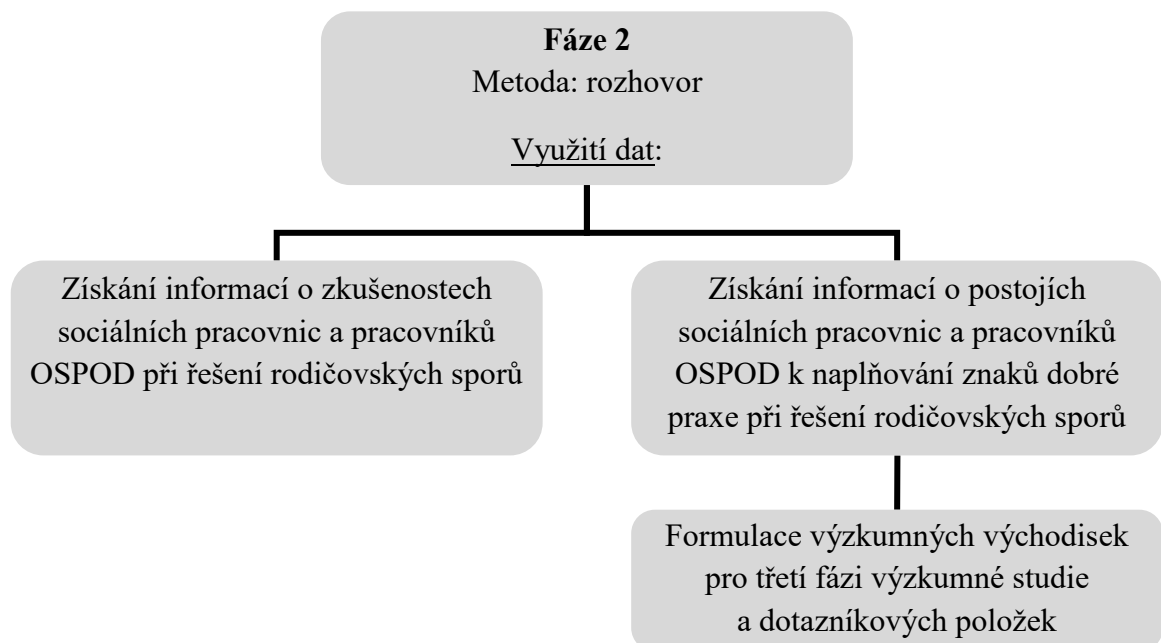 Fáze 2
Metoda: rozhovor
Využití dat:
Získání informací o zkušenostech
sociálních pracovnic a pracovníků
OSPOD při řešení rodičovských sporů
Získání informací o postojích
sociálních pracovnic a pracovníků
OSPOD k naplňování znaků dobré
praxe při řešení rodičovských sporů
Formulace výzkumných východisek
pro třetí fázi výzkumné studie
a dotazníkových položek